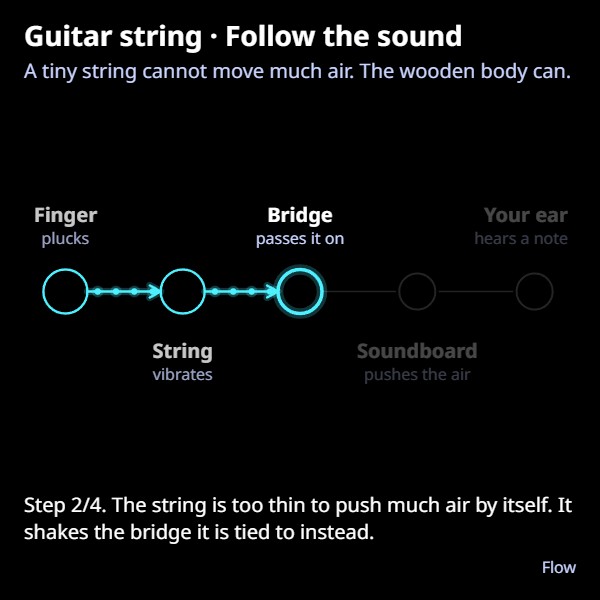 Guitar string · Follow the sound
A tiny string cannot move much air. The wooden body can.
Finger
plucks
Bridge
passes it on
Your ear
hears a note
String
vibrates
Soundboard
pushes the air
Step 2/4. The string is too thin to push much air by itself. It
shakes the bridge it is tied to instead.
Flow